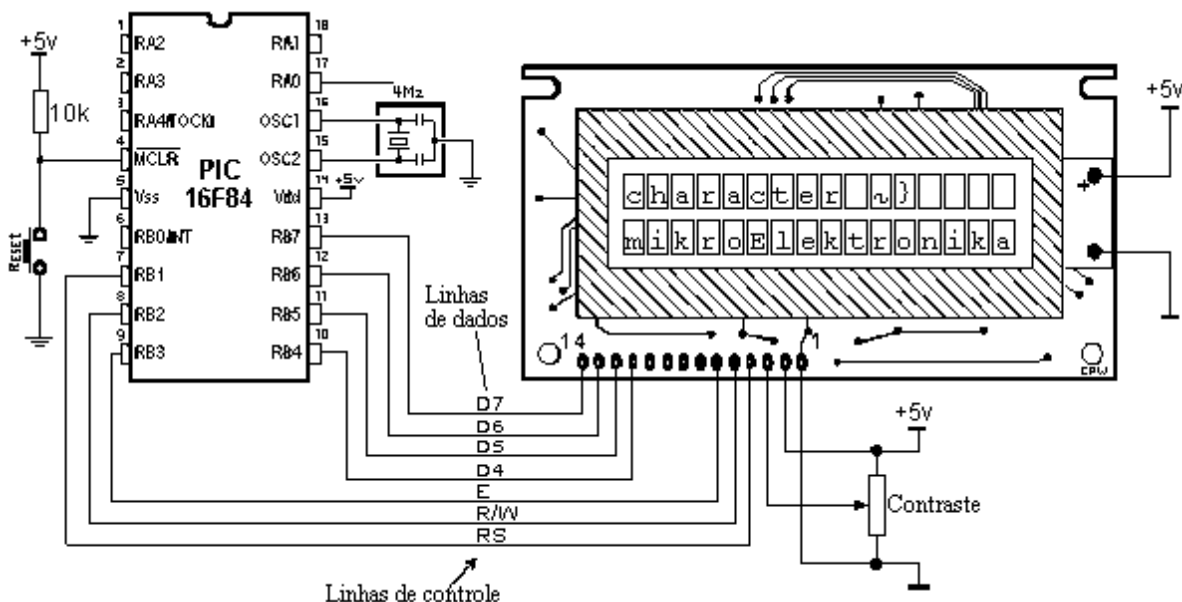 +5v
10k
RESET
1 RA2
2 RA3
3 RA4/TOCKI
4 MCLR
5 Vss
6 RB0/INT
7 RB1
8 RB2
9 RB3
PIC
16F84
18 RA1
17 RA0
16 OSC1
15 OSC2
14 Vdd
13 RB7
12 RB6
11 RB5
10 RB4
4Mz
+5v
Linhas
de dados
D7
D6
D5
D4
E
R/W
RS
Linhas de controle
character ~}
mikroElektronika
14
1
CPW
+
+5v
+5v
Contraste